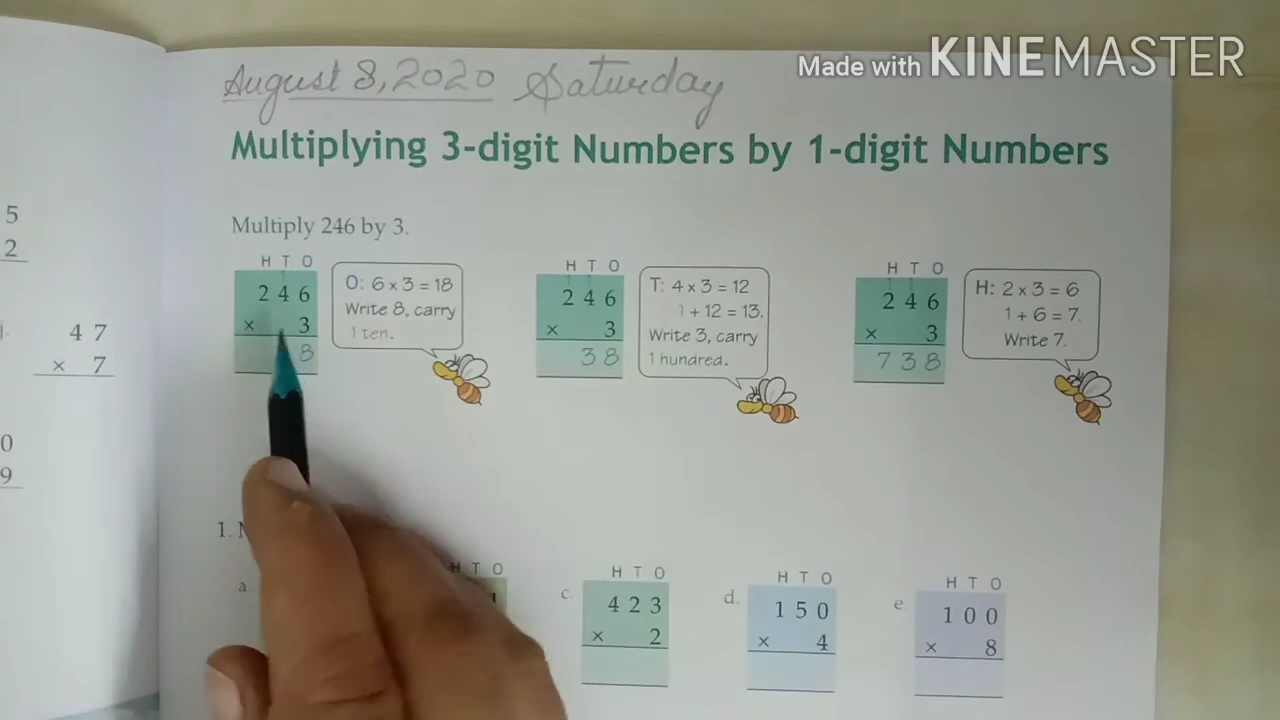 Made with KINEMASTER
August 8, 2020 Saturday
Multiplying 3-digit Numbers by 1-digit Numbers
Multiply 246 by 3.
H T O
2 4 6
× 3
8
O: 6 x 3 = 18
Write 8, carry
1 ten.
H T O
2 4 6
× 3
3 8
T: 4 x 3 = 12
1 + 12 = 13.
Write 3, carry
1 hundred.
H T O
2 4 6
× 3
7 3 8
H: 2 x 3 = 6
1 + 6 = 7.
Write 7.
5
2
4 7
× 7
0
9
1.
a
H T O
c.
H T O
4 2 3
× 2
d.
H T O
1 5 0
× 4
e
H T O
1 0 0
× 8